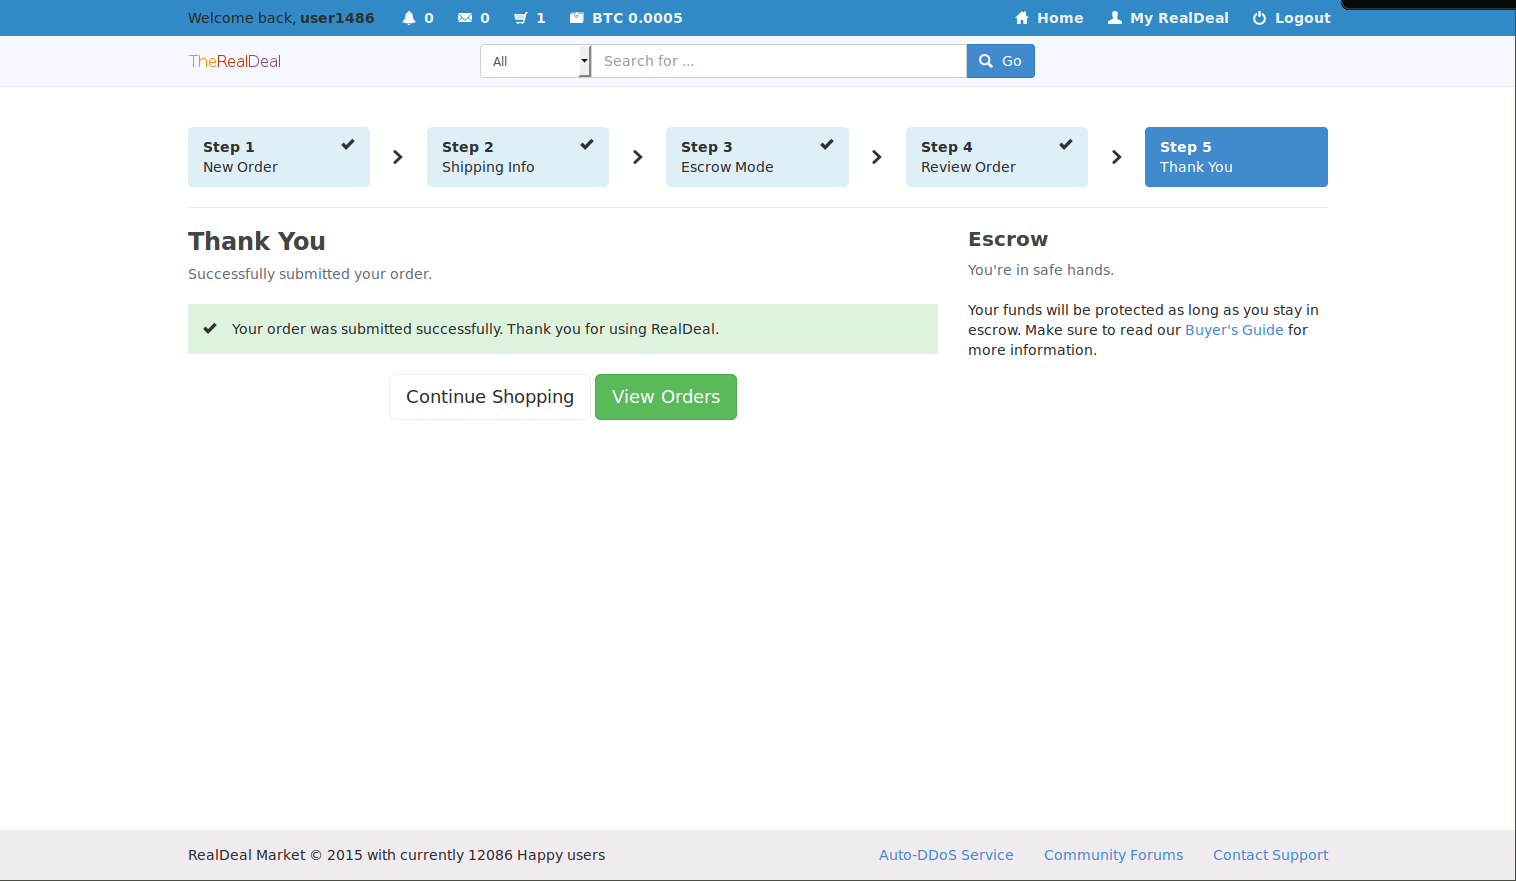 Welcome back, user1486 0 0 1 BTC 0.0005 Home My RealDeal Logout
TheRealDeal All Search for ... Go
Step 1 Step 2 Step 3 Step 4 Step 5
New Order Shipping Info Escrow Mode Review Order Thank You
Thank You
Successfully submitted your order.
Your order was submitted successfully. Thank you for using RealDeal.
Continue Shopping View Orders
Escrow
You're in safe hands.
Your funds will be protected as long as you stay in
escrow. Make sure to read our Buyer's Guide for
more information.
RealDeal Market © 2015 with currently 12086 Happy users Auto-DDoS Service Community Forums Contact Support